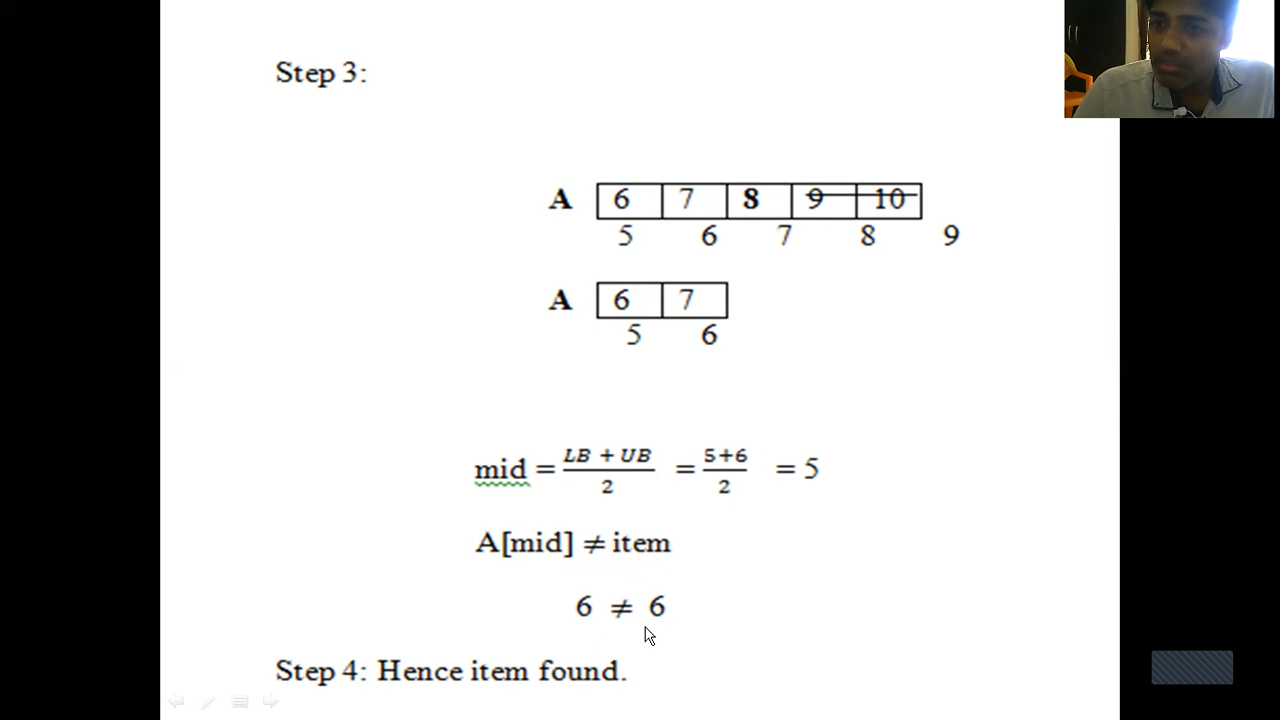 Step 3:
A 6 7 8 9 10
5 6 7 8 9
A 6 7
5 6
mid = LB + UB / 2 = 5+6 / 2 = 5
A[mid] ≠ item
6 ≠ 6
Step 4: Hence item found.